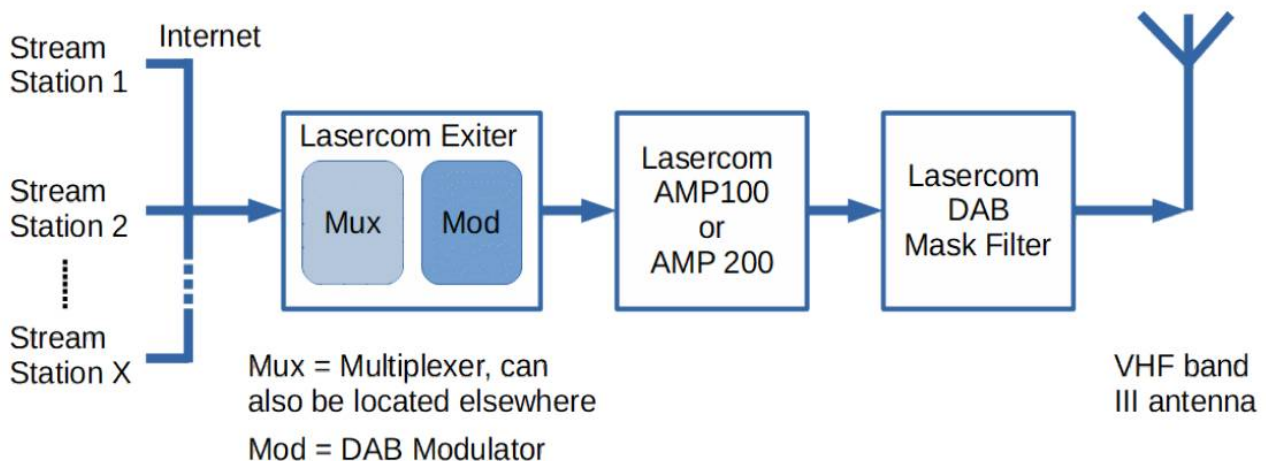 Internet
Stream
Station 1
Stream
Station 2
Stream
Station X
Lasercom Exiter
Mux
Mod
Lasercom
AMP100
or
AMP 200
Lasercom
DAB
Mask Filter
Mux = Multiplexer, can
also be located elsewhere
Mod = DAB Modulator
VHF band
III antenna